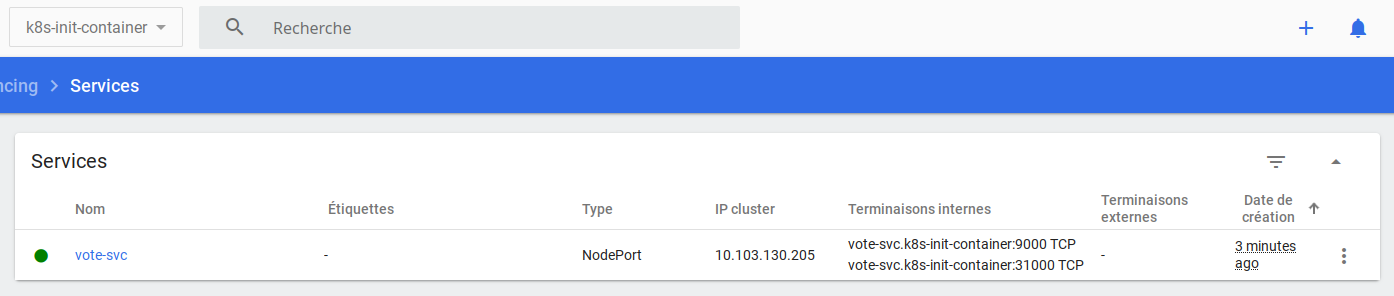 k8s-init-container
Recherche
Services
Services
Nom
Étiquettes
Type
IP cluster
Terminaisons internes
Terminaisons
externes
Date de
création
vote-svc
-
NodePort
10.103.130.205
vote-svc.k8s-init-container:9000 TCP
vote-svc.k8s-init-container:31000 TCP
-
3 minutes
ago